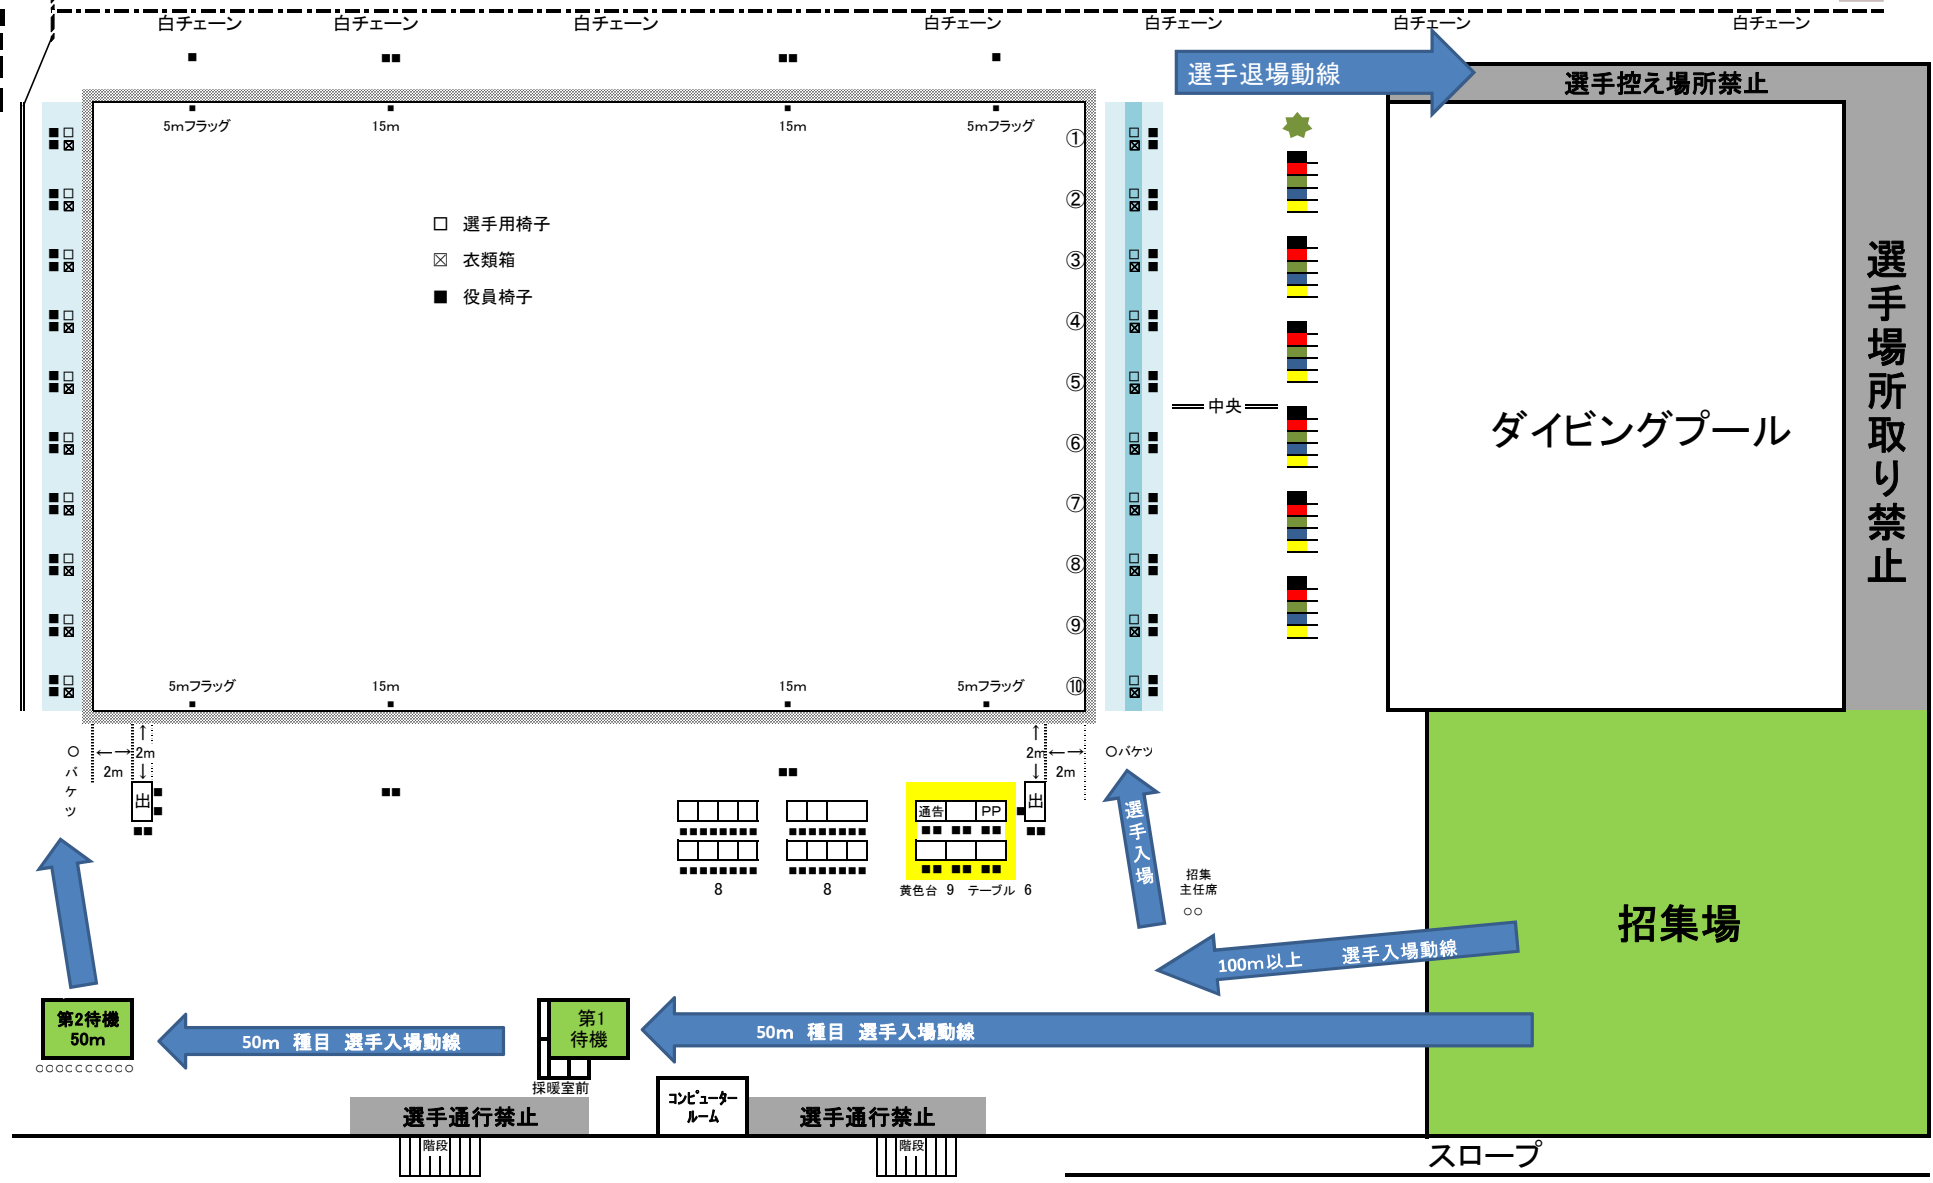 白チェーン 白チェーン 白チェーン 白チェーン 白チェーン 白チェーン 白チェーン
選手退場動線
選手控え場所禁止
5mフラッグ 15m 15m 5mフラッグ
①
②
③
④
⑤
⑥
⑦
⑧
⑨
⑩
□ 選手用椅子
☒ 衣類箱
■ 役員椅子
中央
ダイビングプール
選手場所取り禁止
5mフラッグ 15m 15m 5mフラッグ
○バケツ
←→
2m
↑
2m
↓
出
↑
2m
↓
出
←→
2m
○バケツ
通告 PP
8 8 黄色台 9 テーブル 6
選手入場
招集
主任席
○○
招集場
100m以上 選手入場動線
第2待機
50m
○○○○○○○○○○
50m 種目 選手入場動線
第1
待機
50m 種目 選手入場動線
採暖室前
コンピューター
ルーム
選手通行禁止 選手通行禁止
階段 階段
スロープ